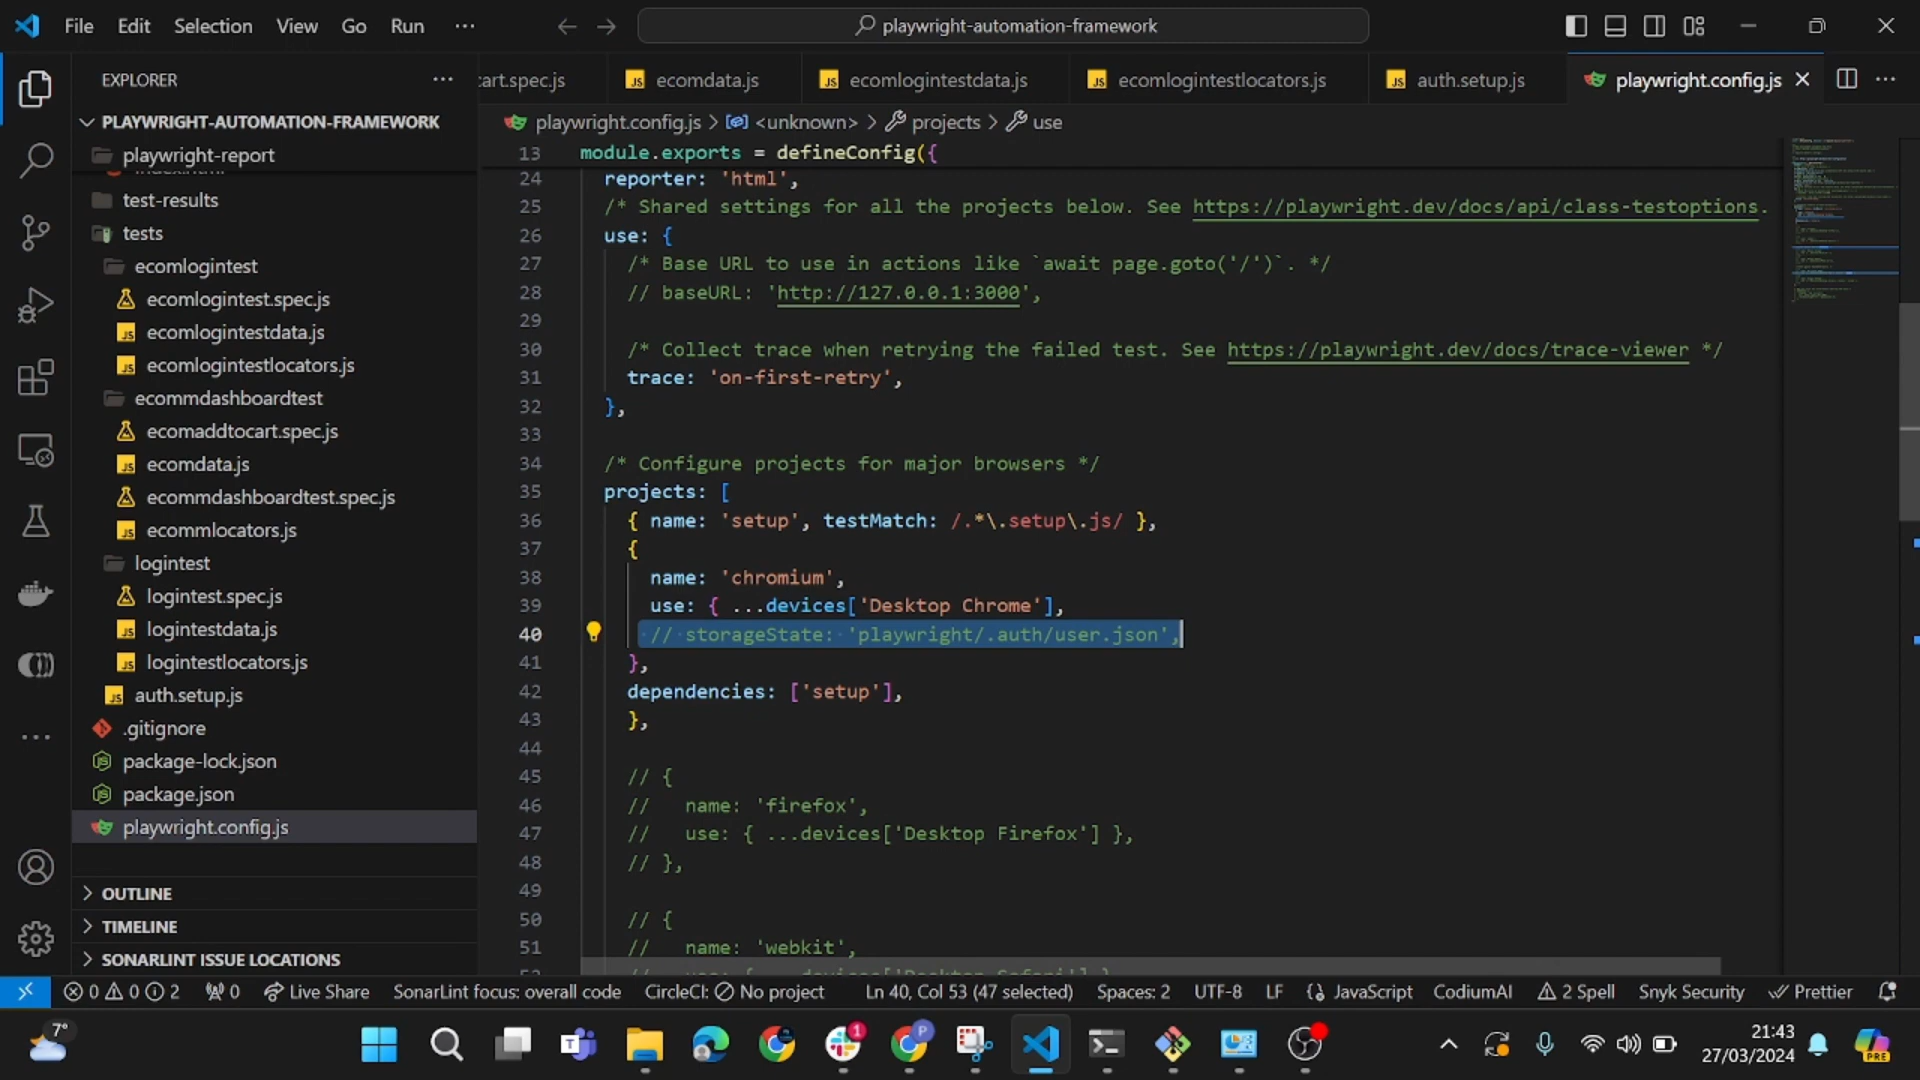 File Edit Selection View Go Run ···
playwright-automation-framework
EXPLORER
cart.spec.js
ecomdata.js
ecomlogintestdata.js
ecomlogintestlocators.js
auth.setup.js
playwright.config.js
PLAYWRIGHT-AUTOMATION-FRAMEWORK
playwright-report
test-results
tests
ecomlogintest
ecomlogintest.spec.js
ecomlogintestdata.js
ecomlogintestlocators.js
ecommdashboardtest
ecomaddtocart.spec.js
ecomdata.js
ecommdashboardtest.spec.js
ecommlocators.js
logintest
logintest.spec.js
logintestdata.js
logintestlocators.js
auth.setup.js
.gitignore
package-lock.json
package.json
playwright.config.js
OUTLINE
TIMELINE
SONARLINT ISSUE LOCATIONS
playwright.config.js > <unknown> > projects > use
13 module.exports = defineConfig({
24 reporter: 'html',
25 /* Shared settings for all the projects below. See https://playwright.dev/docs/api/class-testoptions.
26 use: {
27 /* Base URL to use in actions like `await page.goto('/')`. */
28 // baseURL: 'http://127.0.0.1:3000',
29
30 /* Collect trace when retrying the failed test. See https://playwright.dev/docs/trace-viewer */
31 trace: 'on-first-retry',
32 },
33
34 /* Configure projects for major browsers */
35 projects: [
36 { name: 'setup', testMatch: /.*\.setup\.js/ },
37 {
38 name: 'chromium',
39 use: { ...devices['Desktop Chrome'],
40 // storageState: 'playwright/.auth/user.json',
41 },
42 dependencies: ['setup'],
43 },
44
45 // {
46 // name: 'firefox',
47 // use: { ...devices['Desktop Firefox'] },
48 // },
49
50 // {
51 // name: 'webkit',
0 0 2 0 Live Share SonarLint focus: overall code CircleCI: No project Ln 40, Col 53 (47 selected) Spaces: 2 UTF-8 LF JavaScript CodiumAI 2 Spell Snyk Security Prettier
7°
1
P
21:43
27/03/2024
PRE